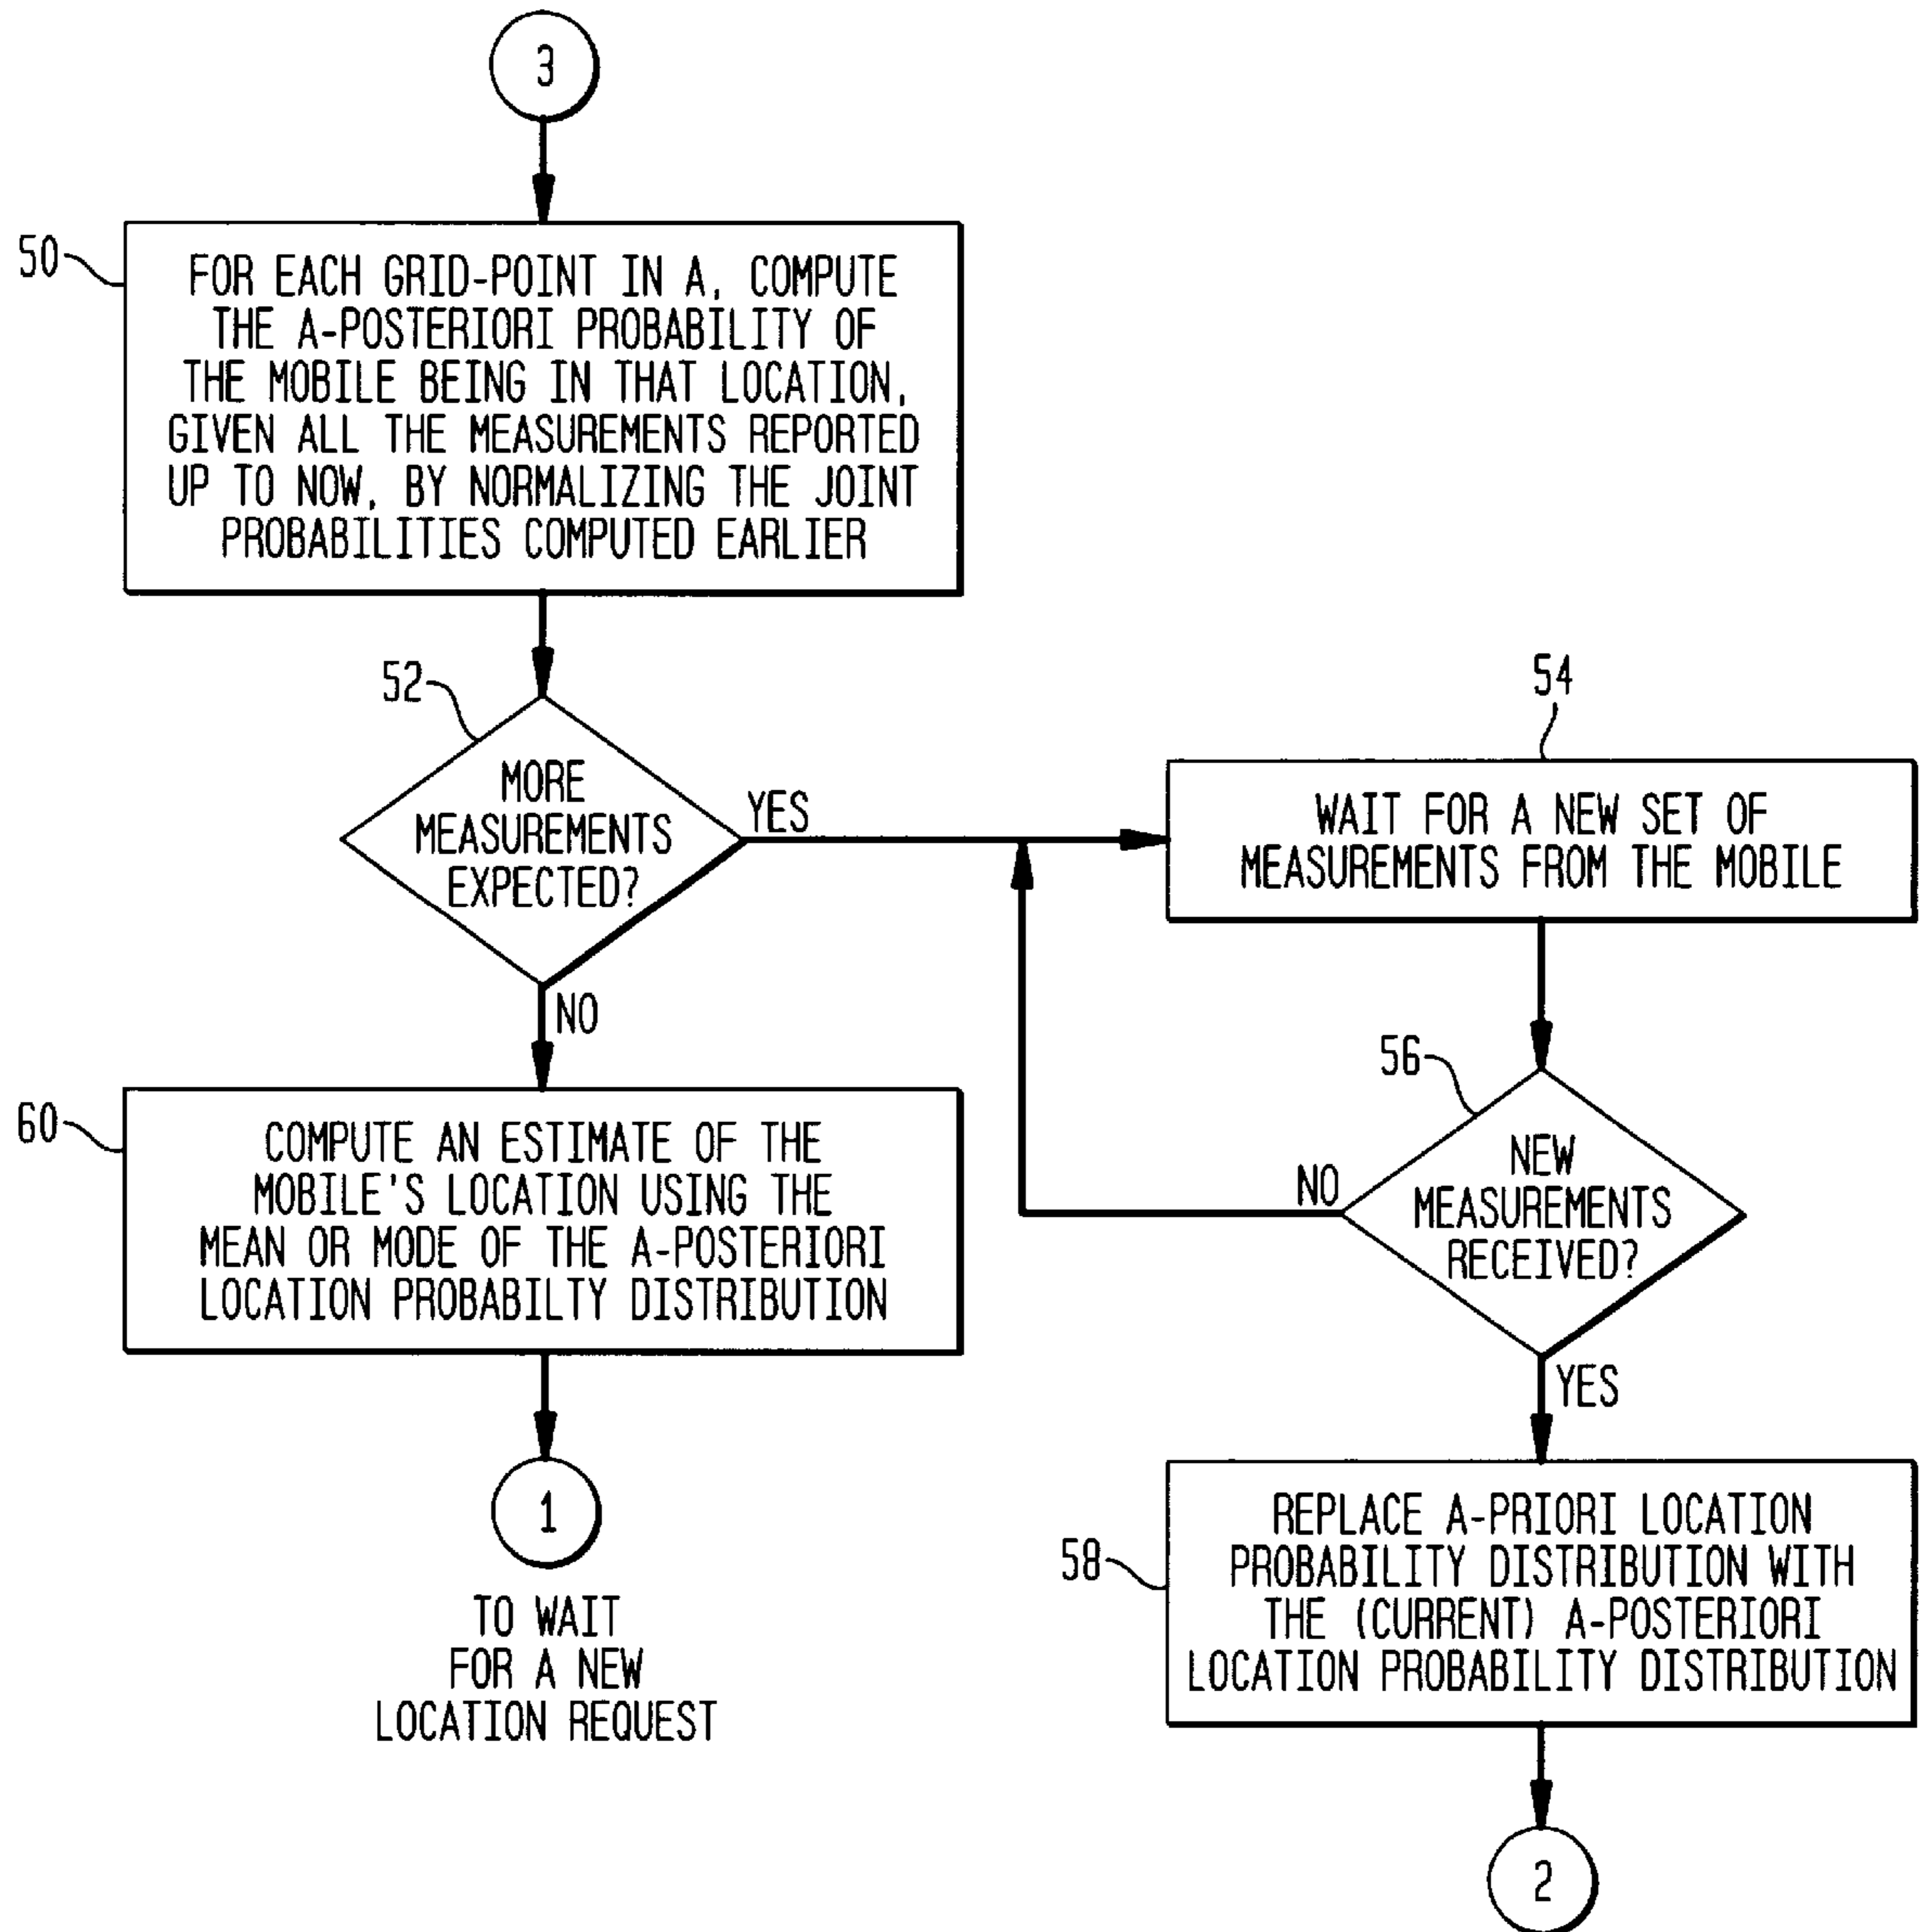 3
50
FOR EACH GRID-POINT IN A, COMPUTE
THE A-POSTERIORI PROBABILITY OF
THE MOBILE BEING IN THAT LOCATION,
GIVEN ALL THE MEASUREMENTS REPORTED
UP TO NOW, BY NORMALIZING THE JOINT
PROBABILITIES COMPUTED EARLIER
52
MORE
MEASUREMENTS
EXPECTED?
YES
NO
54
WAIT FOR A NEW SET OF
MEASUREMENTS FROM THE MOBILE
56
NEW
MEASUREMENTS
RECEIVED?
NO
YES
60
COMPUTE AN ESTIMATE OF THE
MOBILE'S LOCATION USING THE
MEAN OR MODE OF THE A-POSTERIORI
LOCATION PROBABILTY DISTRIBUTION
1
TO WAIT
FOR A NEW
LOCATION REQUEST
58
REPLACE A-PRIORI LOCATION
PROBABILITY DISTRIBUTION WITH
THE (CURRENT) A-POSTERIORI
LOCATION PROBABILITY DISTRIBUTION
2